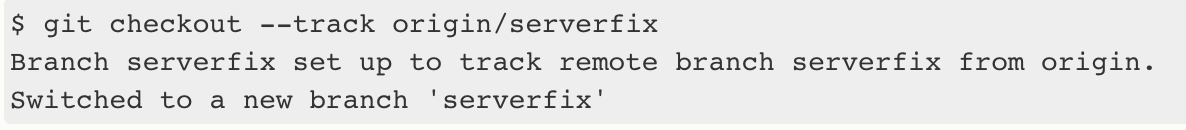 $ git checkout --track origin/serverfix
Branch serverfix set up to track remote branch serverfix from origin.
Switched to a new branch 'serverfix'